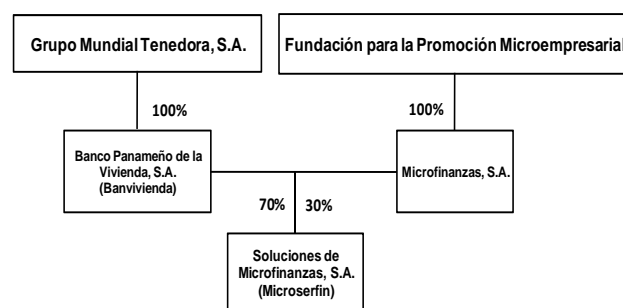 Grupo Mundial Tenedora, S.A.
Fundación para la Promoción Microempresarial
100%
100%
Banco Panameño de la
Vivienda, S.A.
(Banvivienda)
Microfinanzas, S.A.
70%
30%
Soluciones de
Microfinanzas, S.A.
(Microserfin)